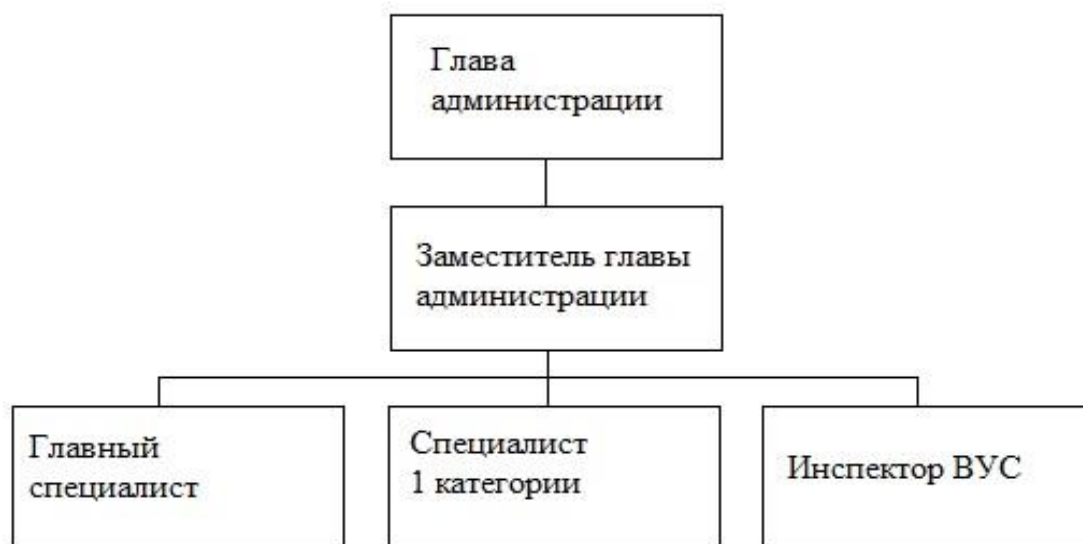 Глава
администрации
Заместитель главы
администрации
Главный
специалист
Специалист
1 категории
Инспектор ВУС